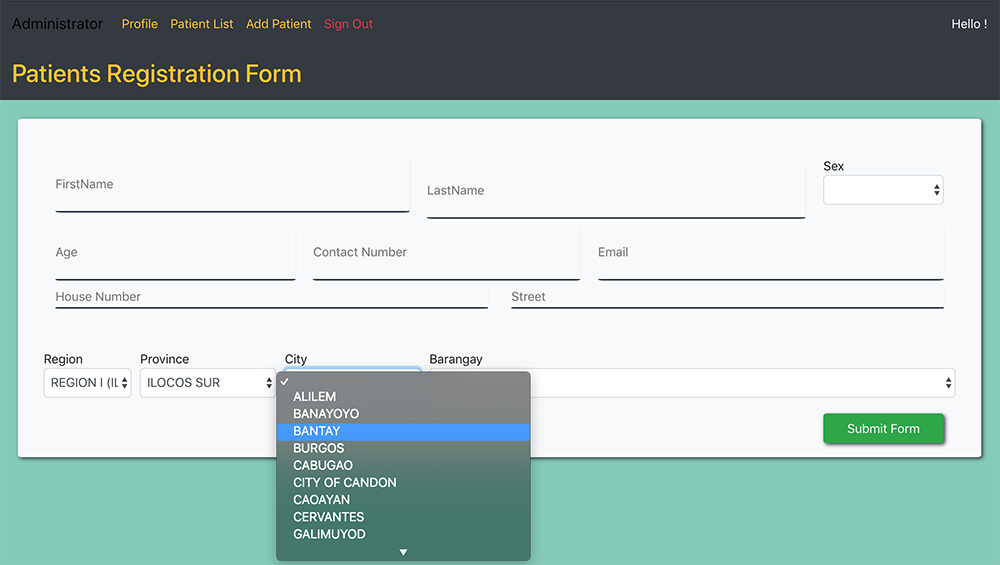 Administrator Profile Patient List Add Patient Sign Out Hello !
Patients Registration Form
Sex
FirstName
LastName
Age
Contact Number
Email
House Number
Street
Region Province City Barangay
REGION I (IL
ILOCOS SUR
✓
ALILEM
BANAYOYO
BANTAY
BURGOS
CABUGAO
CITY OF CANDON
CAOAYAN
CERVANTES
GALIMUYOD
Submit Form